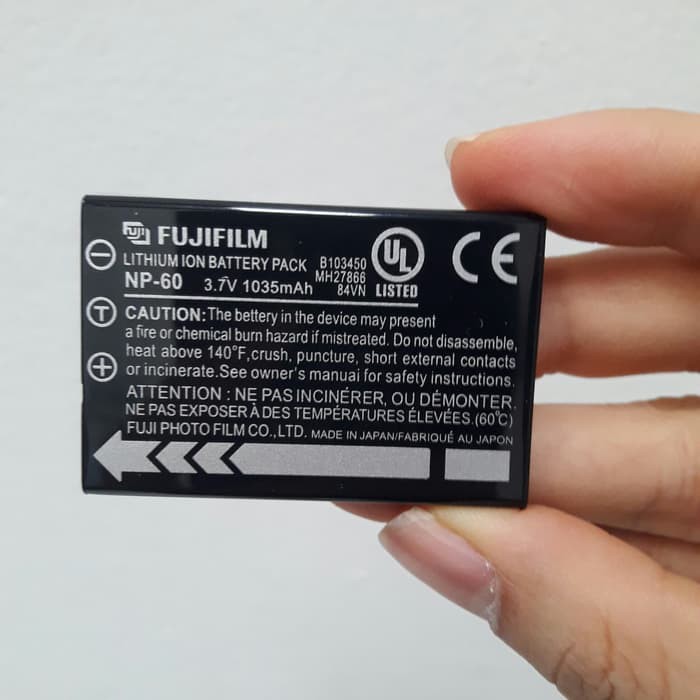 FUJI FUJIFILM
LITHIUM ION BATTERY PACK B103450
NP-60 3.7V 1035mAh MH27866
84VN
UL
LISTED
CE
−
T
+
CAUTION:The battery in the device may present
a fire or chemical burn hazard if mistreated. Do not disassemble,
heat above 140°F,crush, puncture, short external contacts
or incinerate.See owner's manuai for safety instructions.
ATTENTION : NE PAS INCINÉRER, OU DÉMONTER.
NE PAS EXPOSER À DES TEMPÉRATURES ÉLEVÉES.(60℃)
FUJI PHOTO FILM CO.,LTD. MADE IN JAPAN/FABRIQUÉ AU JAPON